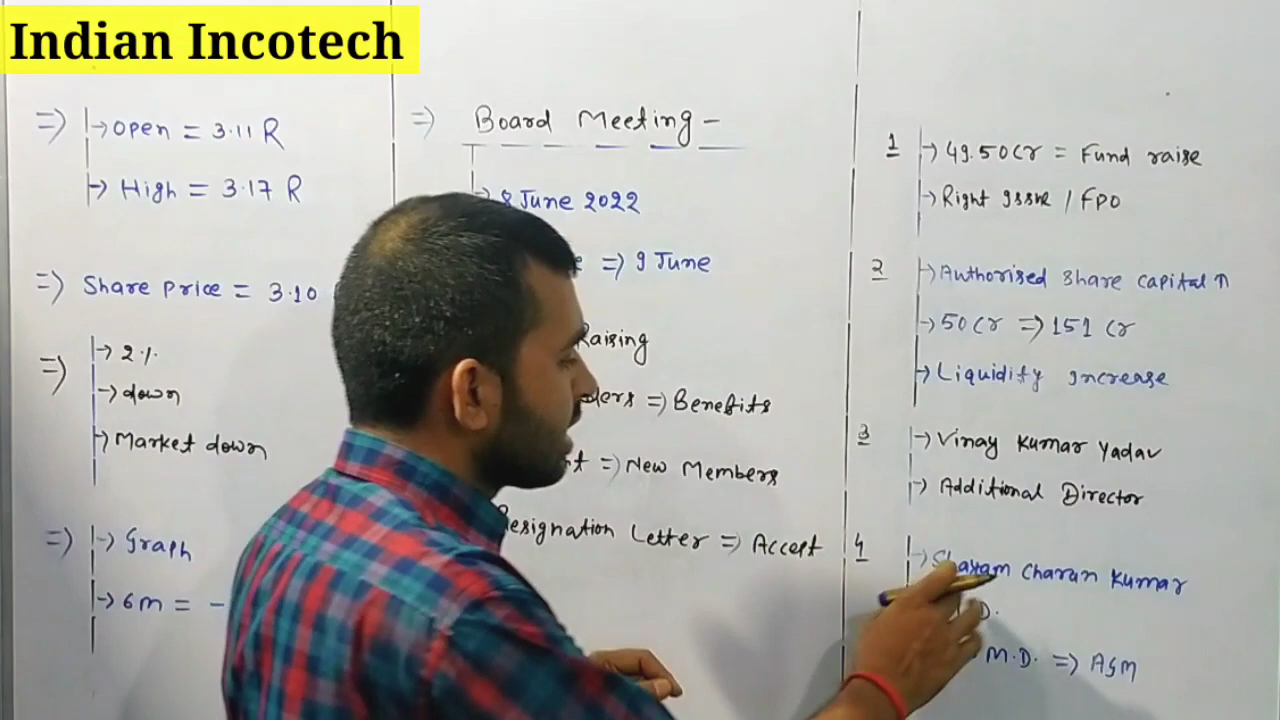 Indian Incotech
=> Open = 3.11 R
High = 3.17 R
=> Share Price = 3.10
=> 2%
down
Market down
=> Graph
6m = -
=> Board Meeting -
8 June 2022
=> 9 June
Raising
=> Benefits
=> New Members
Resignation Letter => Accept
1 49.50 Cr = Fund raise
Right Issue / FPO
2 Authorised Share capital ↑
50 Cr => 151 Cr
Liquidity Increase
3 Vinay Kumar Yadav
Additional Director
4 Charan Kumar
D.
M.D. => AGM